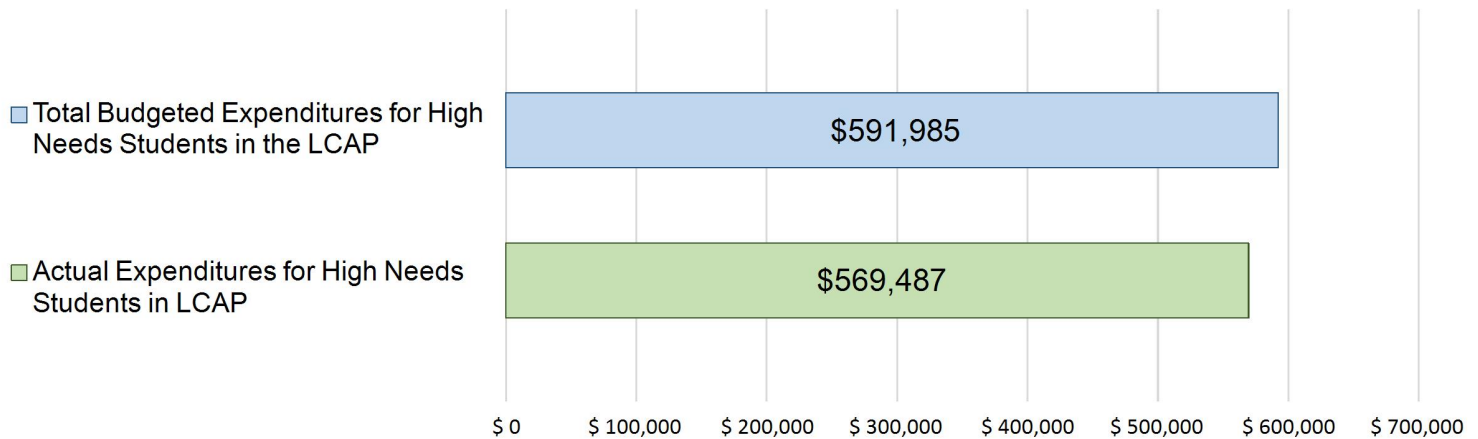 Total Budgeted Expenditures for High
Needs Students in the LCAP
$591,985
Actual Expenditures for High Needs
Students in LCAP
$569,487
$ 0
$ 100,000
$ 200,000
$ 300,000
$ 400,000
$ 500,000
$ 600,000
$ 700,000